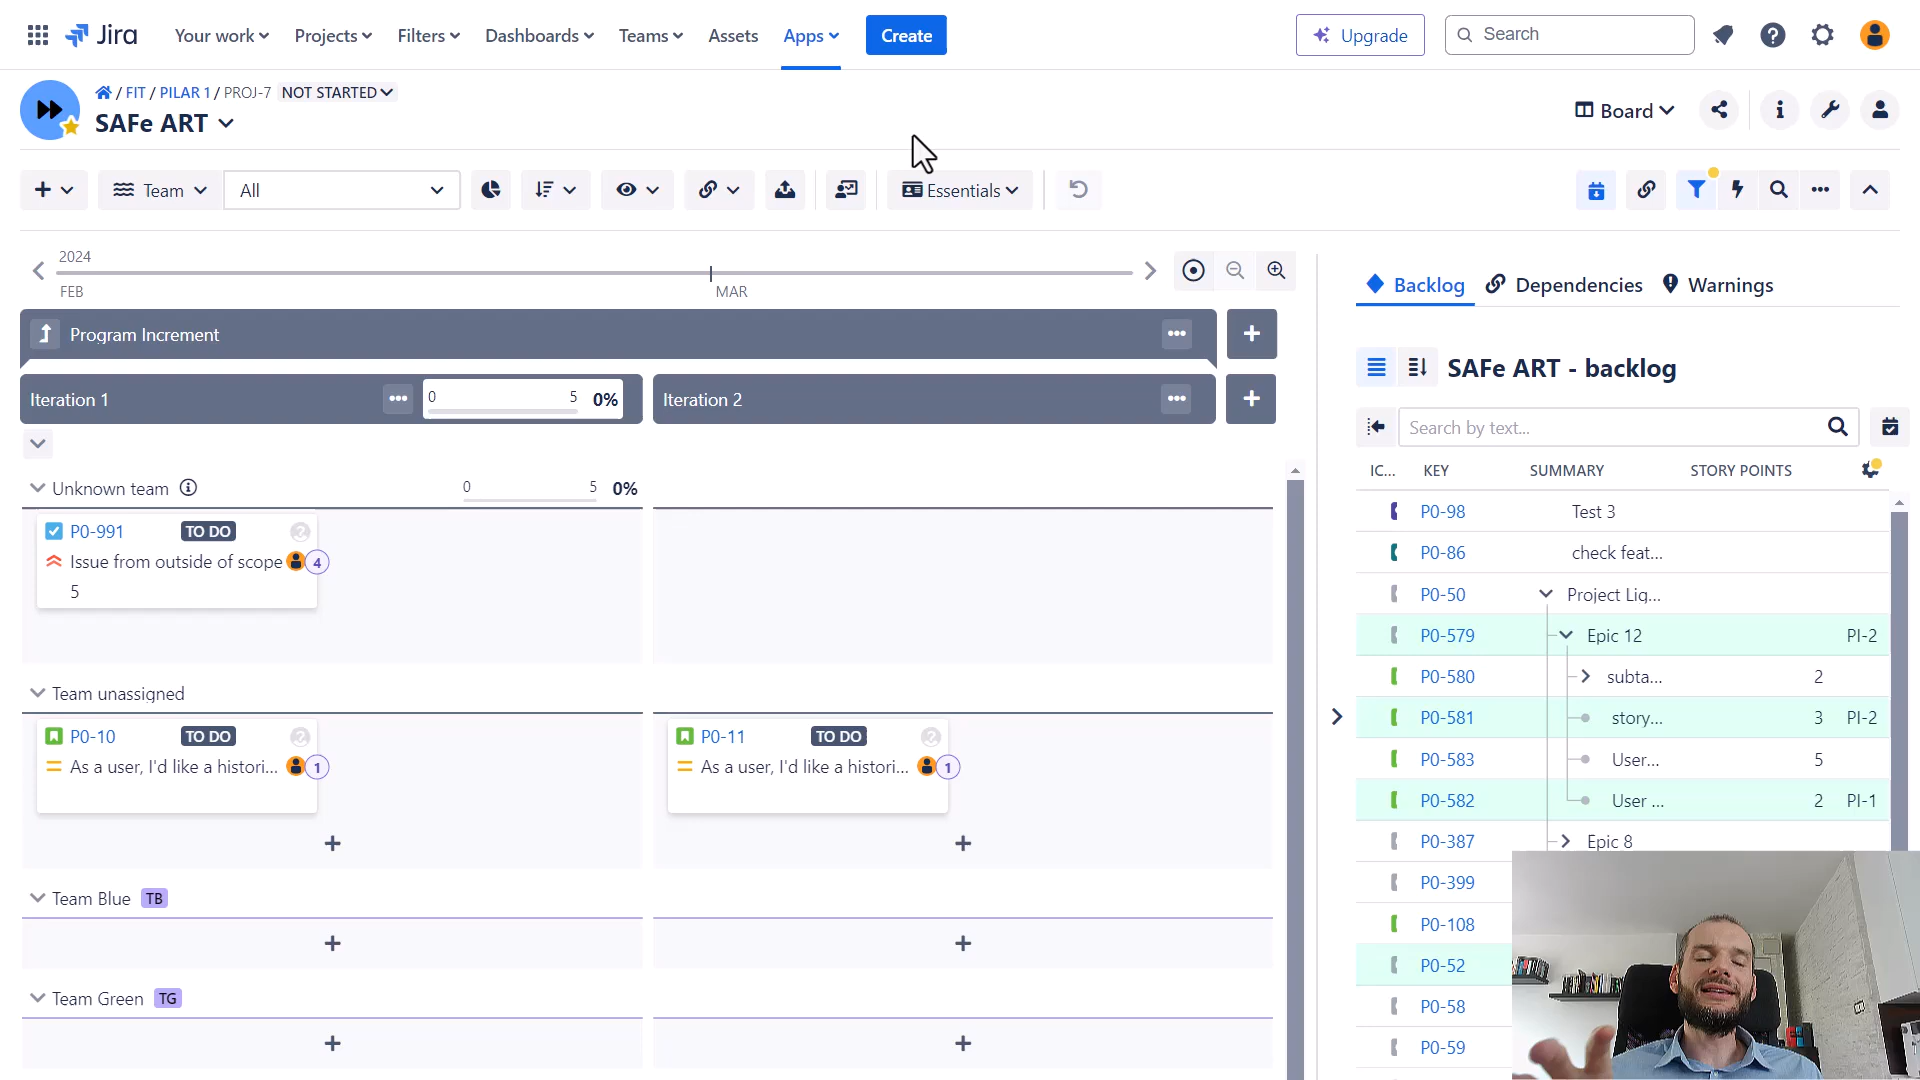 Jira Your work Projects Filters Dashboards Teams Assets Apps Create Upgrade Search
/ FIT / PILAR 1 / PROJ-7 NOT STARTED
SAFe ART Board
Team All Essentials
2024
FEB MAR
Program Increment
Iteration 1 0 5 0% Iteration 2
Unknown team 0 5 0%
P0-991 TO DO
Issue from outside of scope 4
5
Team unassigned
P0-10 TO DO
As a user, I'd like a histori... 1
P0-11 TO DO
As a user, I'd like a histori... 1
Team Blue TB
Team Green TG
Backlog Dependencies Warnings
SAFe ART - backlog
Search by text...
IC... KEY SUMMARY STORY POINTS
P0-98 Test 3
P0-86 check feat...
P0-50 Project Liq...
P0-579 Epic 12 PI-2
P0-580 subta... 2
P0-581 story... 3 PI-2
P0-583 User... 5
P0-582 User ... 2 PI-1
P0-387 Epic 8
P0-399
P0-108
P0-52
P0-58
P0-59